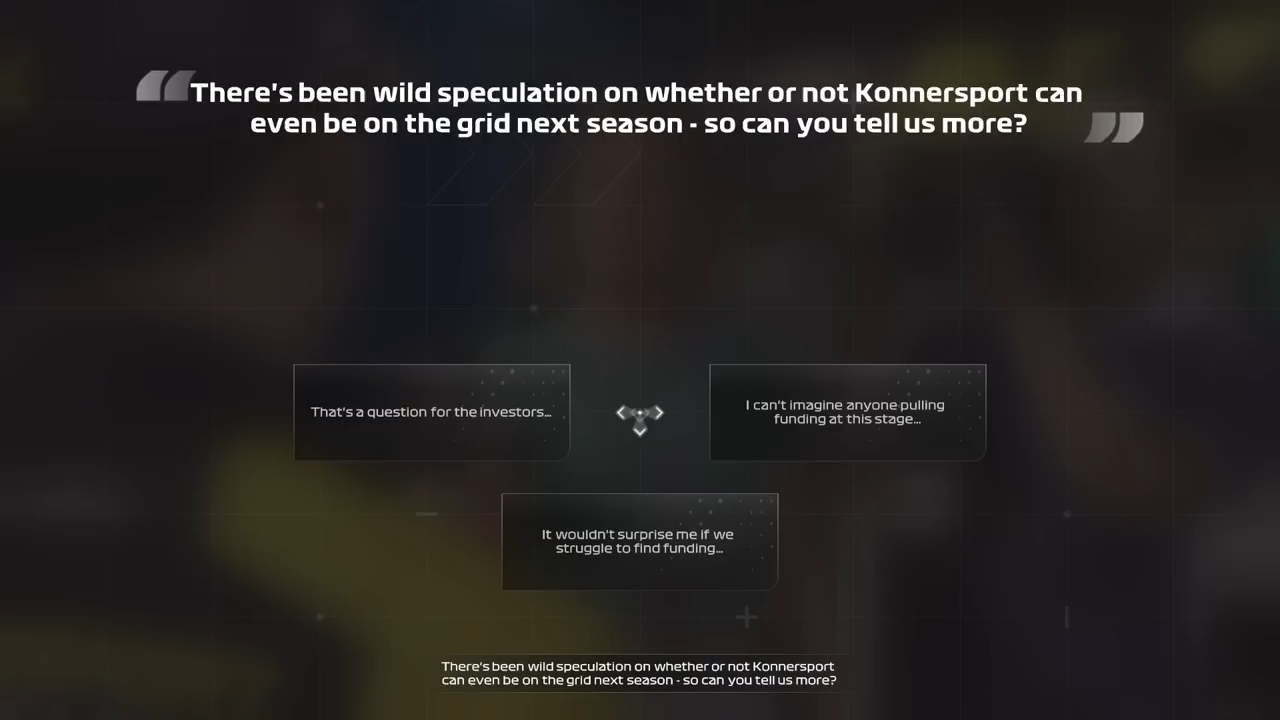 There's been wild speculation on whether or not Konnersport can
even be on the grid next season - so can you tell us more?
That's a question for the investors...
I can't imagine anyone pulling
funding at this stage...
It wouldn't surprise me if we
struggle to find funding...
There's been wild speculation on whether or not Konnersport
can even be on the grid next season - so can you tell us more?